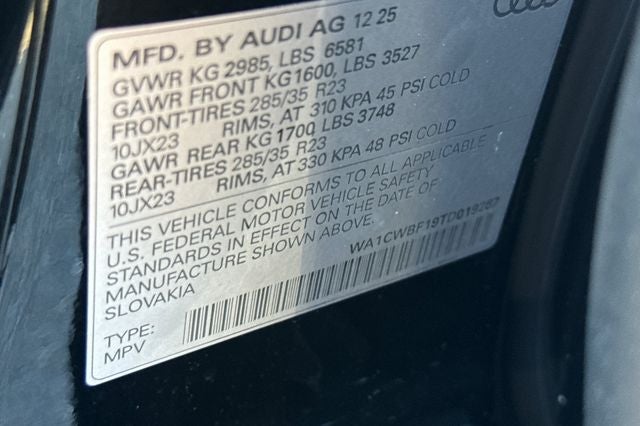 MFD. BY AUDI AG 12 25
GVWR KG 2985, LBS 6581
GAWR FRONT KG1600, LBS 3527
FRONT-TIRES 285/35 R23
10JX23 RIMS, AT 310 KPA 45 PSI COLD
GAWR REAR KG 1700, LBS 3748
REAR-TIRES 285/35 R23
10JX23 RIMS, AT 330 KPA 48 PSI COLD
THIS VEHICLE CONFORMS TO ALL APPLICABLE
U.S. FEDERAL MOTOR VEHICLE SAFETY
STANDARDS IN EFFECT ON THE DATE OF
MANUFACTURE SHOWN ABOVE.
SLOVAKIA WA1CWBF19TD019267
TYPE:
MPV